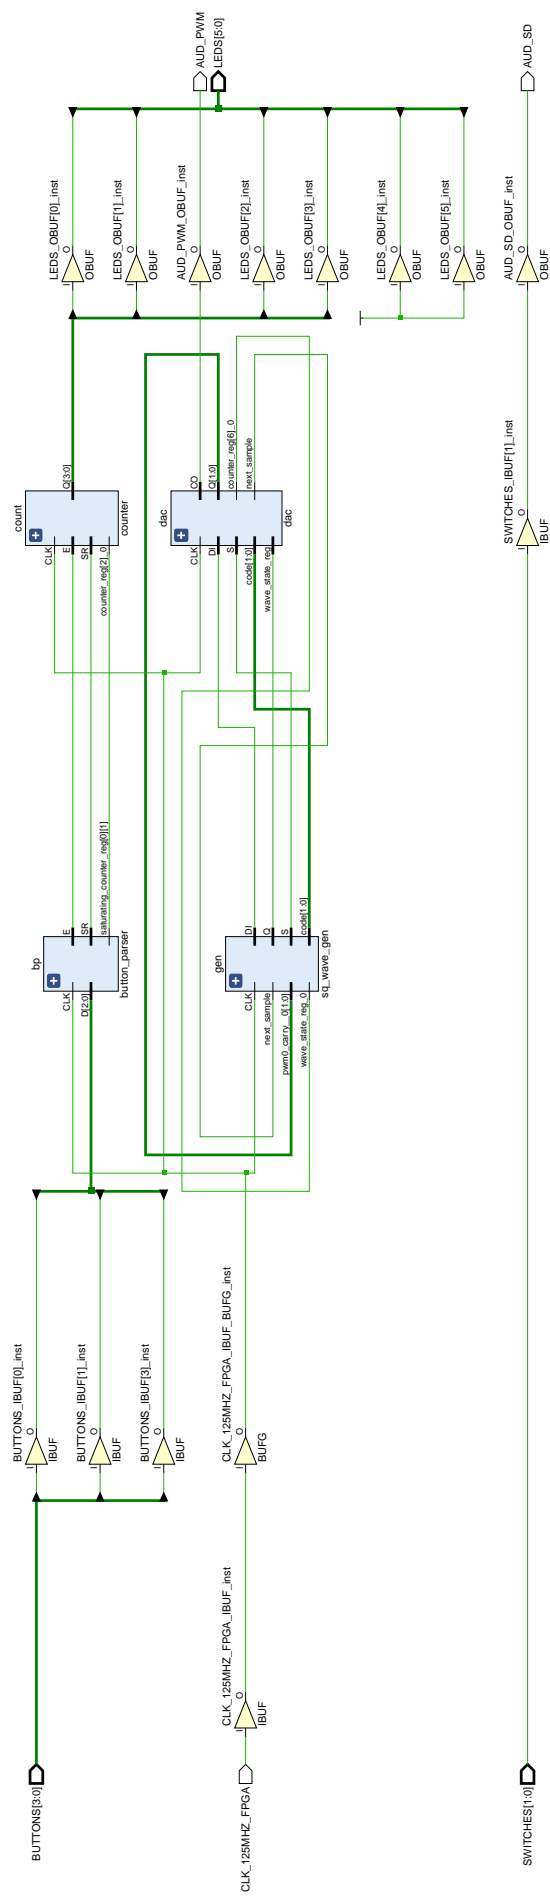 BUTTONS[3:0]
CLK_125MHZ_FPGA
SWITCHES[1:0]
CLK_125MHZ_FPGA_IBUF_inst
I
O
IBUF
BUTTONS_IBUF[0]_inst
I
O
IBUF
BUTTONS_IBUF[1]_inst
I
O
IBUF
BUTTONS_IBUF[3]_inst
I
O
IBUF
CLK_125MHZ_FPGA_IBUF_BUFG_inst
I
O
BUFG
bp
CLK
D[2:0]
E
SR
saturating_counter_reg[0][1]
button_parser
gen
CLK
next_sample
pwm0_carry__0[1:0]
wave_state_reg_0
DI
Q
S
code[1:0]
sq_wave_gen
count
CLK
E
SR
counter_reg[2]_0
Q[3:0]
counter
dac
CLK
DI
S
code[1:0]
wave_state_reg
CO
Q[1:0]
counter_reg[6]_0
next_sample
dac
SWITCHES_IBUF[1]_inst
I
O
IBUF
LEDS_OBUF[0]_inst
I
O
OBUF
LEDS_OBUF[1]_inst
I
O
OBUF
AUD_PWM_OBUF_inst
I
O
OBUF
LEDS_OBUF[2]_inst
I
O
OBUF
LEDS_OBUF[3]_inst
I
O
OBUF
LEDS_OBUF[4]_inst
I
O
OBUF
LEDS_OBUF[5]_inst
I
O
OBUF
AUD_SD_OBUF_inst
I
O
OBUF
AUD_PWM
LEDS[5:0]
AUD_SD